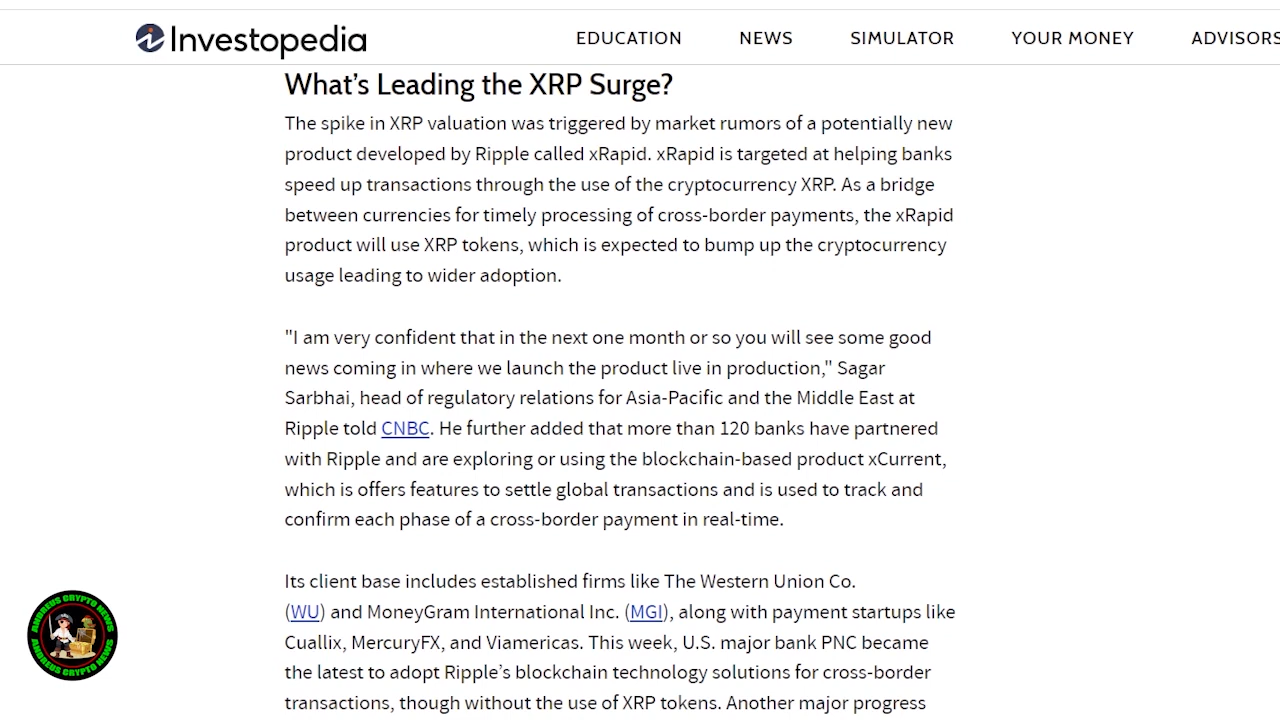 Investopedia
EDUCATION NEWS SIMULATOR YOUR MONEY ADVISORS
What's Leading the XRP Surge?
The spike in XRP valuation was triggered by market rumors of a potentially new
product developed by Ripple called xRapid. xRapid is targeted at helping banks
speed up transactions through the use of the cryptocurrency XRP. As a bridge
between currencies for timely processing of cross-border payments, the xRapid
product will use XRP tokens, which is expected to bump up the cryptocurrency
usage leading to wider adoption.
"I am very confident that in the next one month or so you will see some good
news coming in where we launch the product live in production," Sagar
Sarbhai, head of regulatory relations for Asia-Pacific and the Middle East at
Ripple told CNBC. He further added that more than 120 banks have partnered
with Ripple and are exploring or using the blockchain-based product xCurrent,
which is offers features to settle global transactions and is used to track and
confirm each phase of a cross-border payment in real-time.
Its client base includes established firms like The Western Union Co.
(WU) and MoneyGram International Inc. (MGI), along with payment startups like
Cuallix, MercuryFX, and Viamericas. This week, U.S. major bank PNC became
the latest to adopt Ripple's blockchain technology solutions for cross-border
transactions, though without the use of XRP tokens. Another major progress
ANDREUS CRYPTO NEWS
ANDREUS CRYPTO NEWS